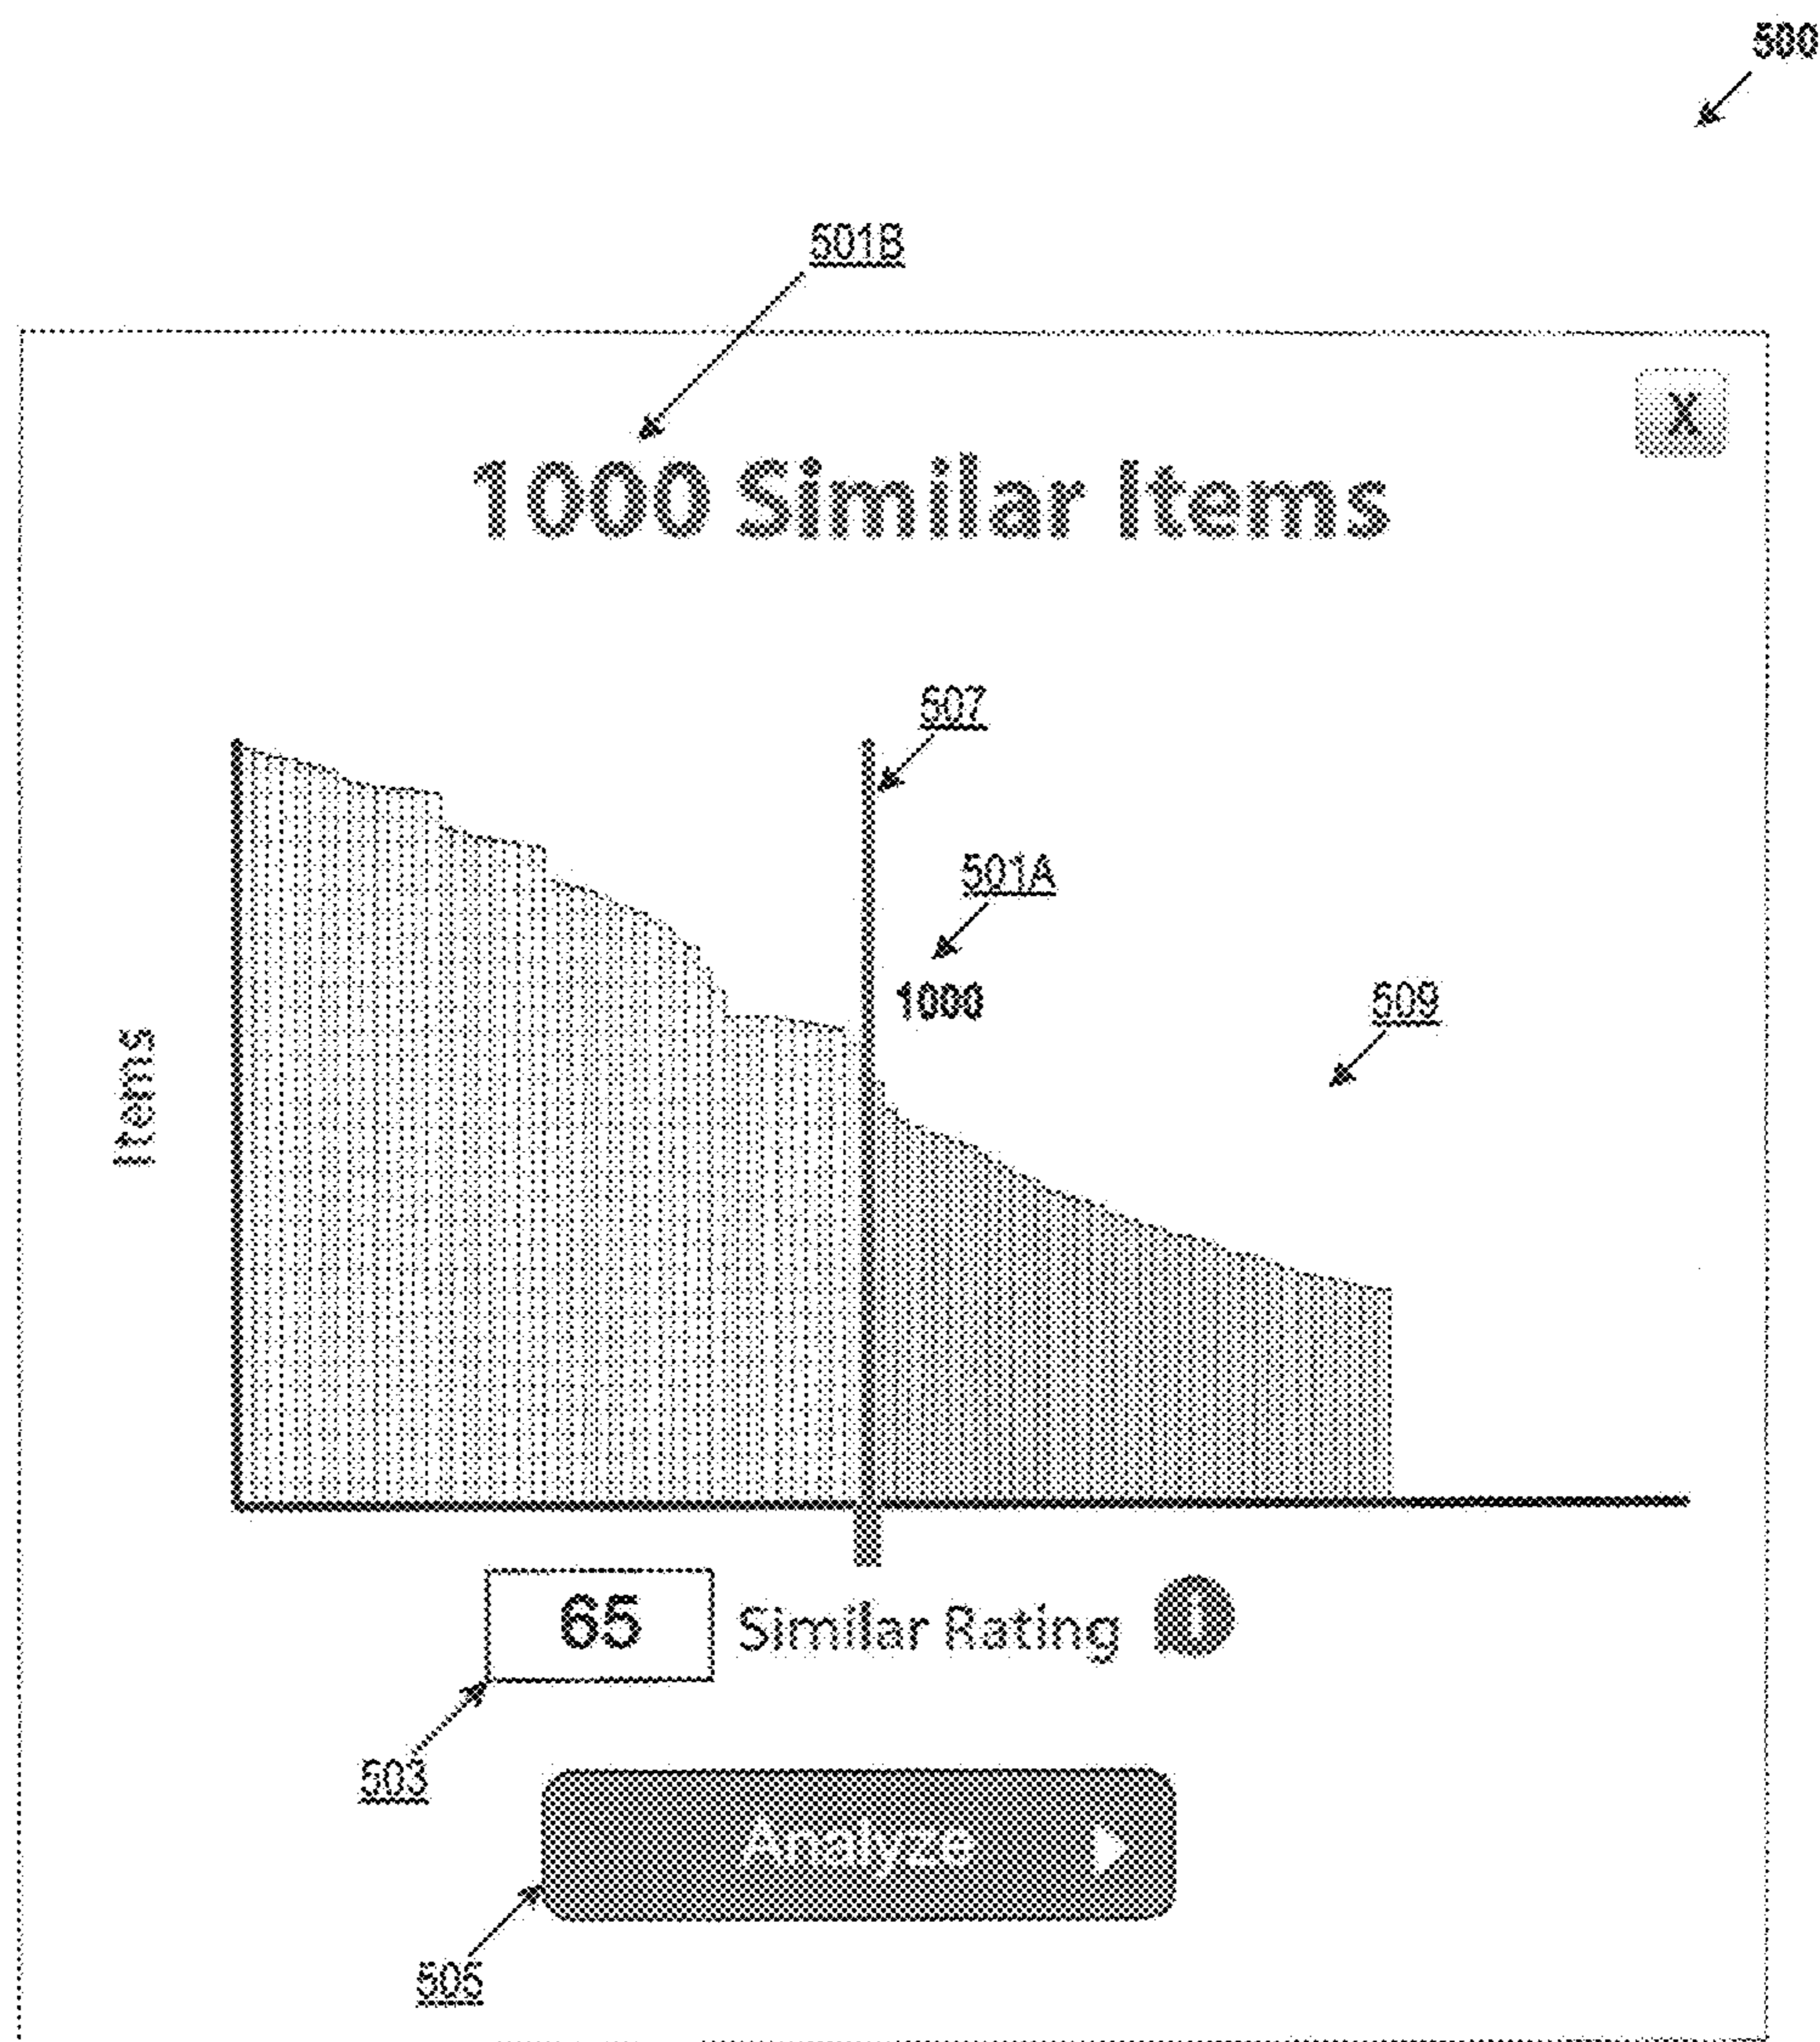 500
501B
X
1000 Similar Items
507
501A
1000
509
Items
65 Similar Rating i
503
Analyze
505